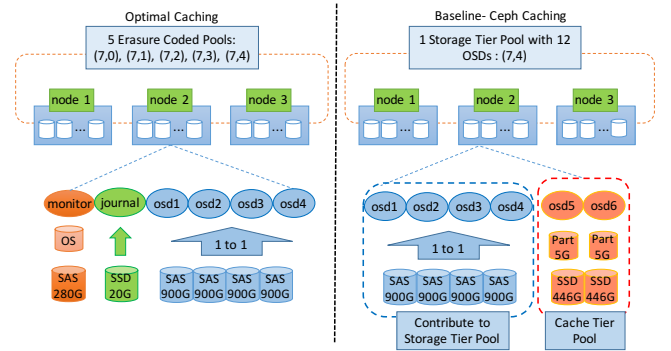 Optimal Caching
5 Erasure Coded Pools:
(7,0), (7,1), (7,2), (7,3), (7,4)
node 1
node 2
node 3
...
...
...
monitor
journal
osd1
osd2
osd3
osd4
OS
1 to 1
SAS
280G
SSD
20G
SAS
900G
SAS
900G
SAS
900G
SAS
900G
Baseline- Ceph Caching
1 Storage Tier Pool with 12
OSDs : (7,4)
node 1
node 2
node 3
...
...
...
osd1
osd2
osd3
osd4
osd5
osd6
1 to 1
Part
5G
Part
5G
SAS
900G
SAS
900G
SAS
900G
SAS
900G
SSD
446G
SSD
446G
Contribute to
Storage Tier Pool
Cache Tier
Pool